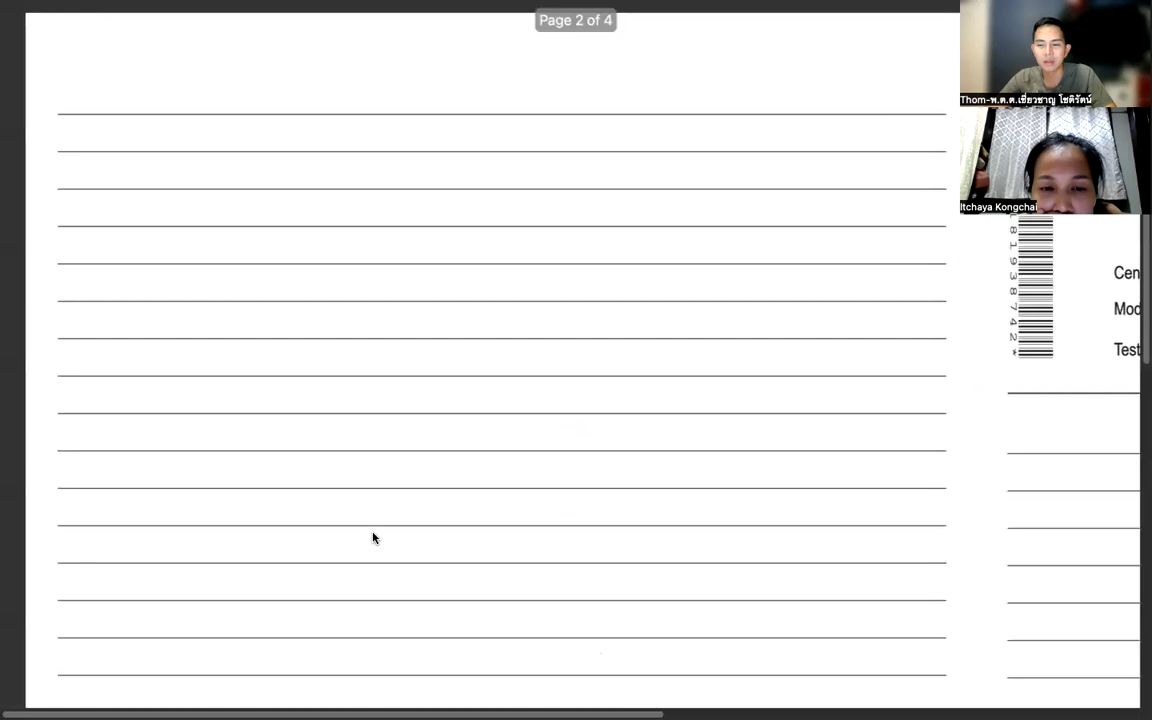 Page 2 of 4
Thom-พ.ต.ต.เชี่ยวชาญ โชติรัตน์
Itchaya Kongchai
81938742*
Cen
Mod
Test